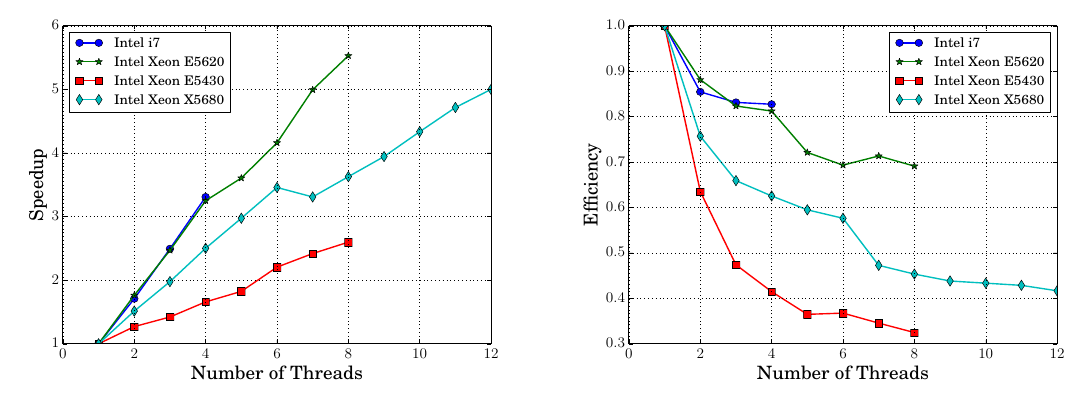 6
5
4
3
2
1
0
2
4
6
8
10
12
Speedup
Number of Threads
Intel i7
Intel Xeon E5620
Intel Xeon E5430
Intel Xeon X5680
1.0
0.9
0.8
0.7
0.6
0.5
0.4
0.3
0
2
4
6
8
10
12
Efficiency
Number of Threads
Intel i7
Intel Xeon E5620
Intel Xeon E5430
Intel Xeon X5680